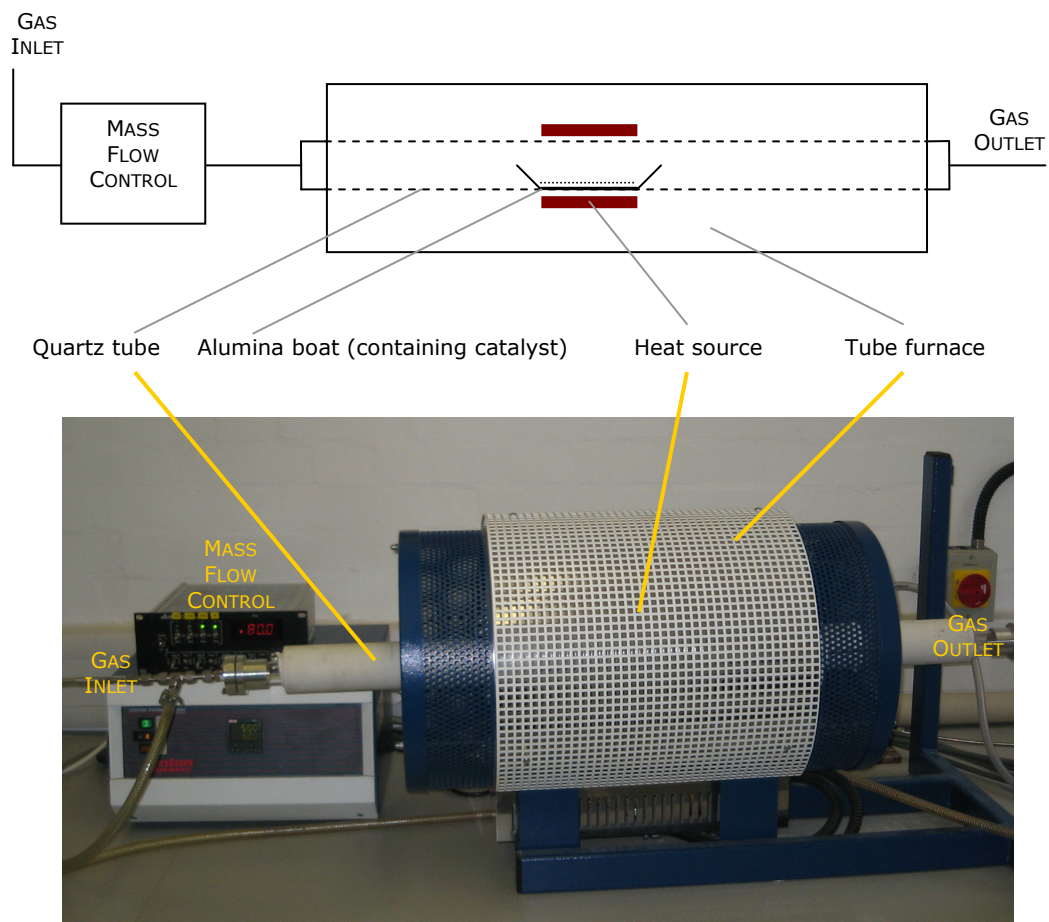 GAS
INLET
MASS
FLOW
CONTROL
GAS
OUTLET
Quartz tube
Alumina boat (containing catalyst)
Heat source
Tube furnace
MASS
FLOW
CONTROL
80.0
GAS
INLET
GAS
OUTLET
500